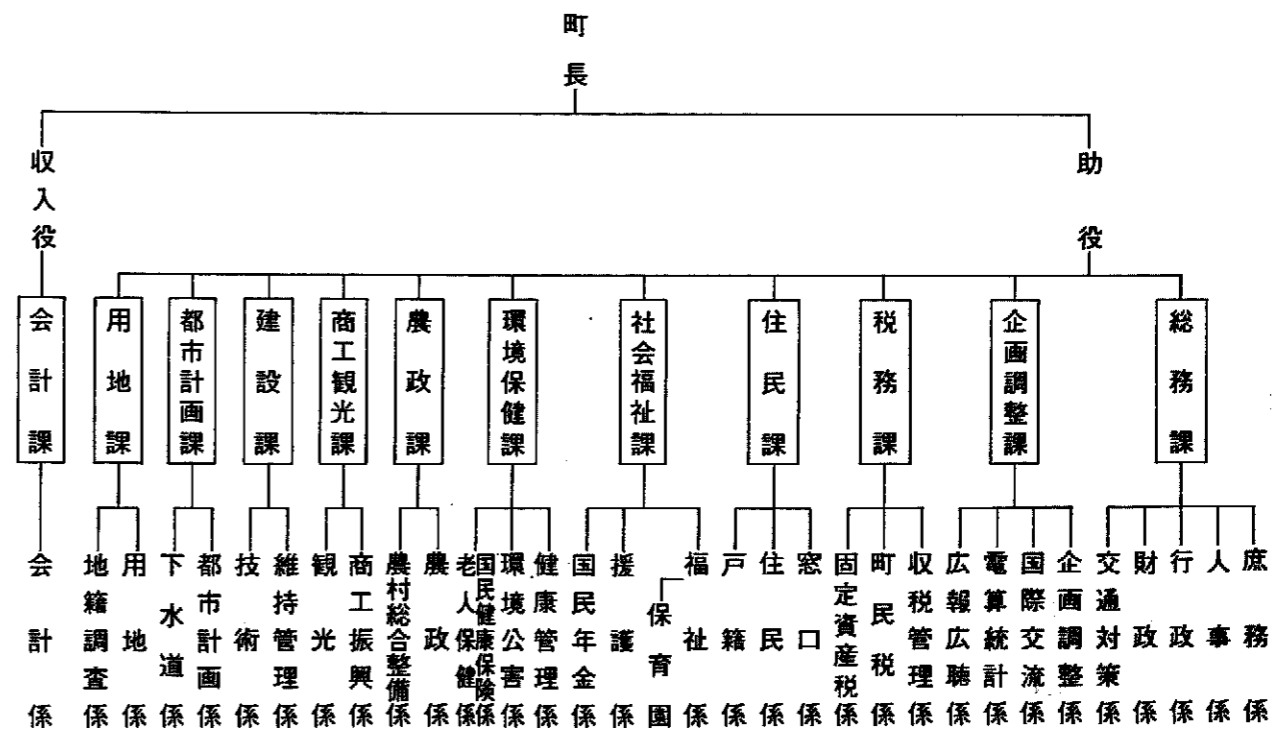 町長
助役
収入役
総務課
企画調整課
税務課
住民課
社会福祉課
環境保健課
農政課
商工観光課
建設課
都市計画課
用地課
会計課
庶務係
人事係
行政係
財政係
交通対策係
企画調整係
国際交流係
電算統計係
広報広聴係
収税管理係
町民税係
固定資産税係
窓口係
住民係
戸籍係
福祉係
保育園
援護係
国民年金係
健康管理係
環境公害係
国民健康保険係
老人保健係
農政係
農村総合整備係
商工振興係
観光係
維持管理係
技術係
都市計画係
下水道係
用地係
地籍調査係
会計係